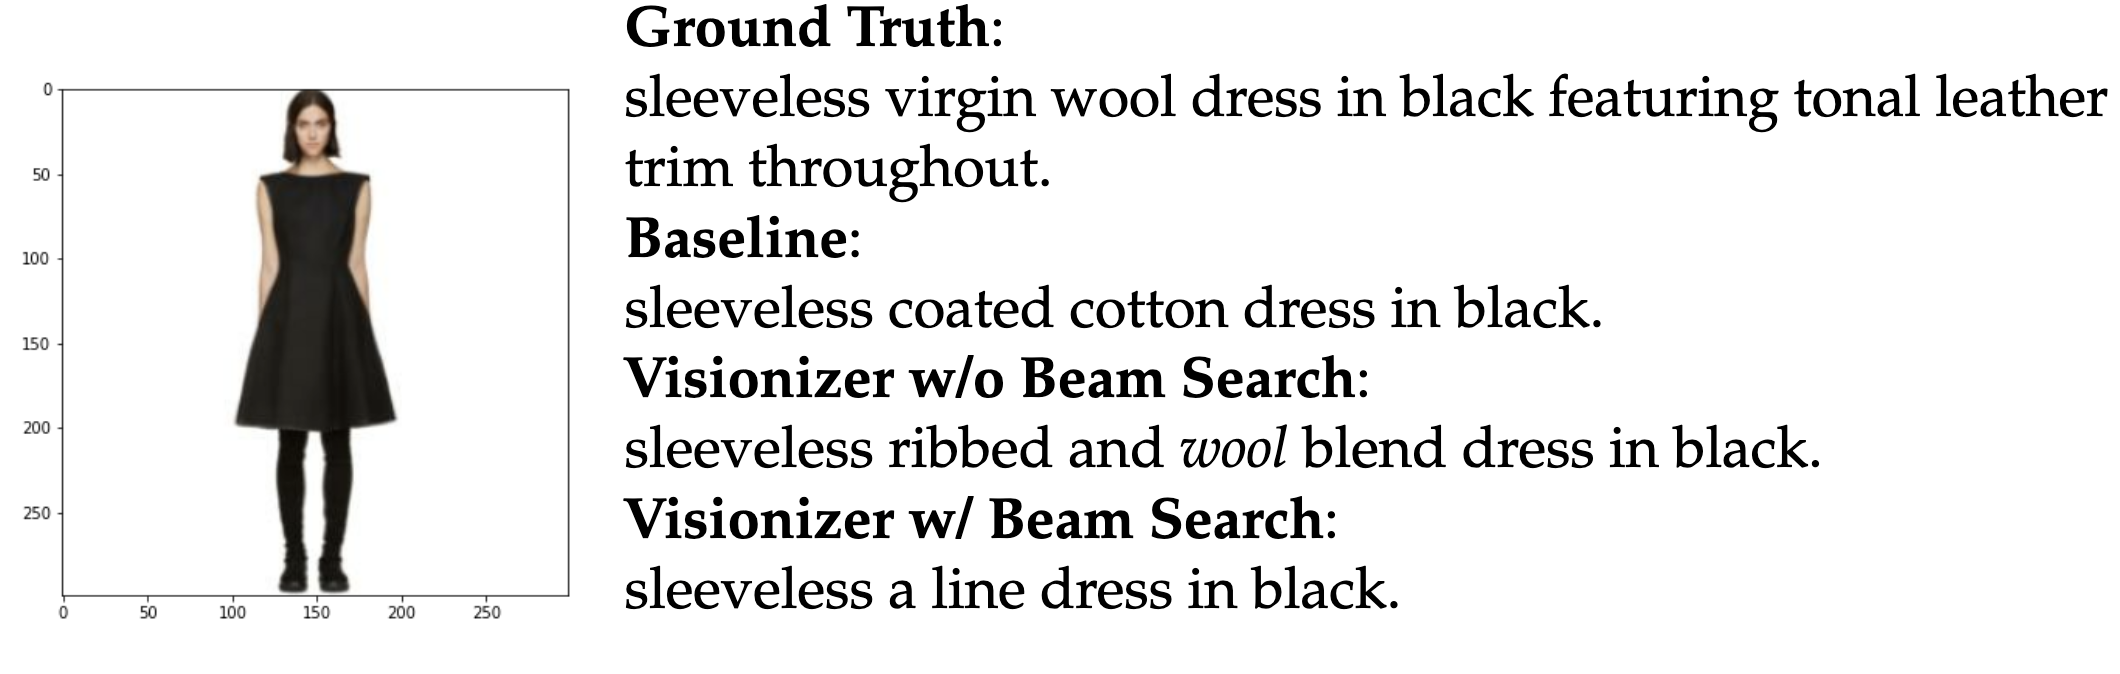 Ground Truth:
sleeveless virgin wool dress in black featuring tonal leather
trim throughout.
Baseline:
sleeveless coated cotton dress in black.
Visionizer w/o Beam Search:
sleeveless ribbed and wool blend dress in black.
Visionizer w/ Beam Search:
sleeveless a line dress in black.
0
50
100
150
200
250
0 50 100 150 200 250